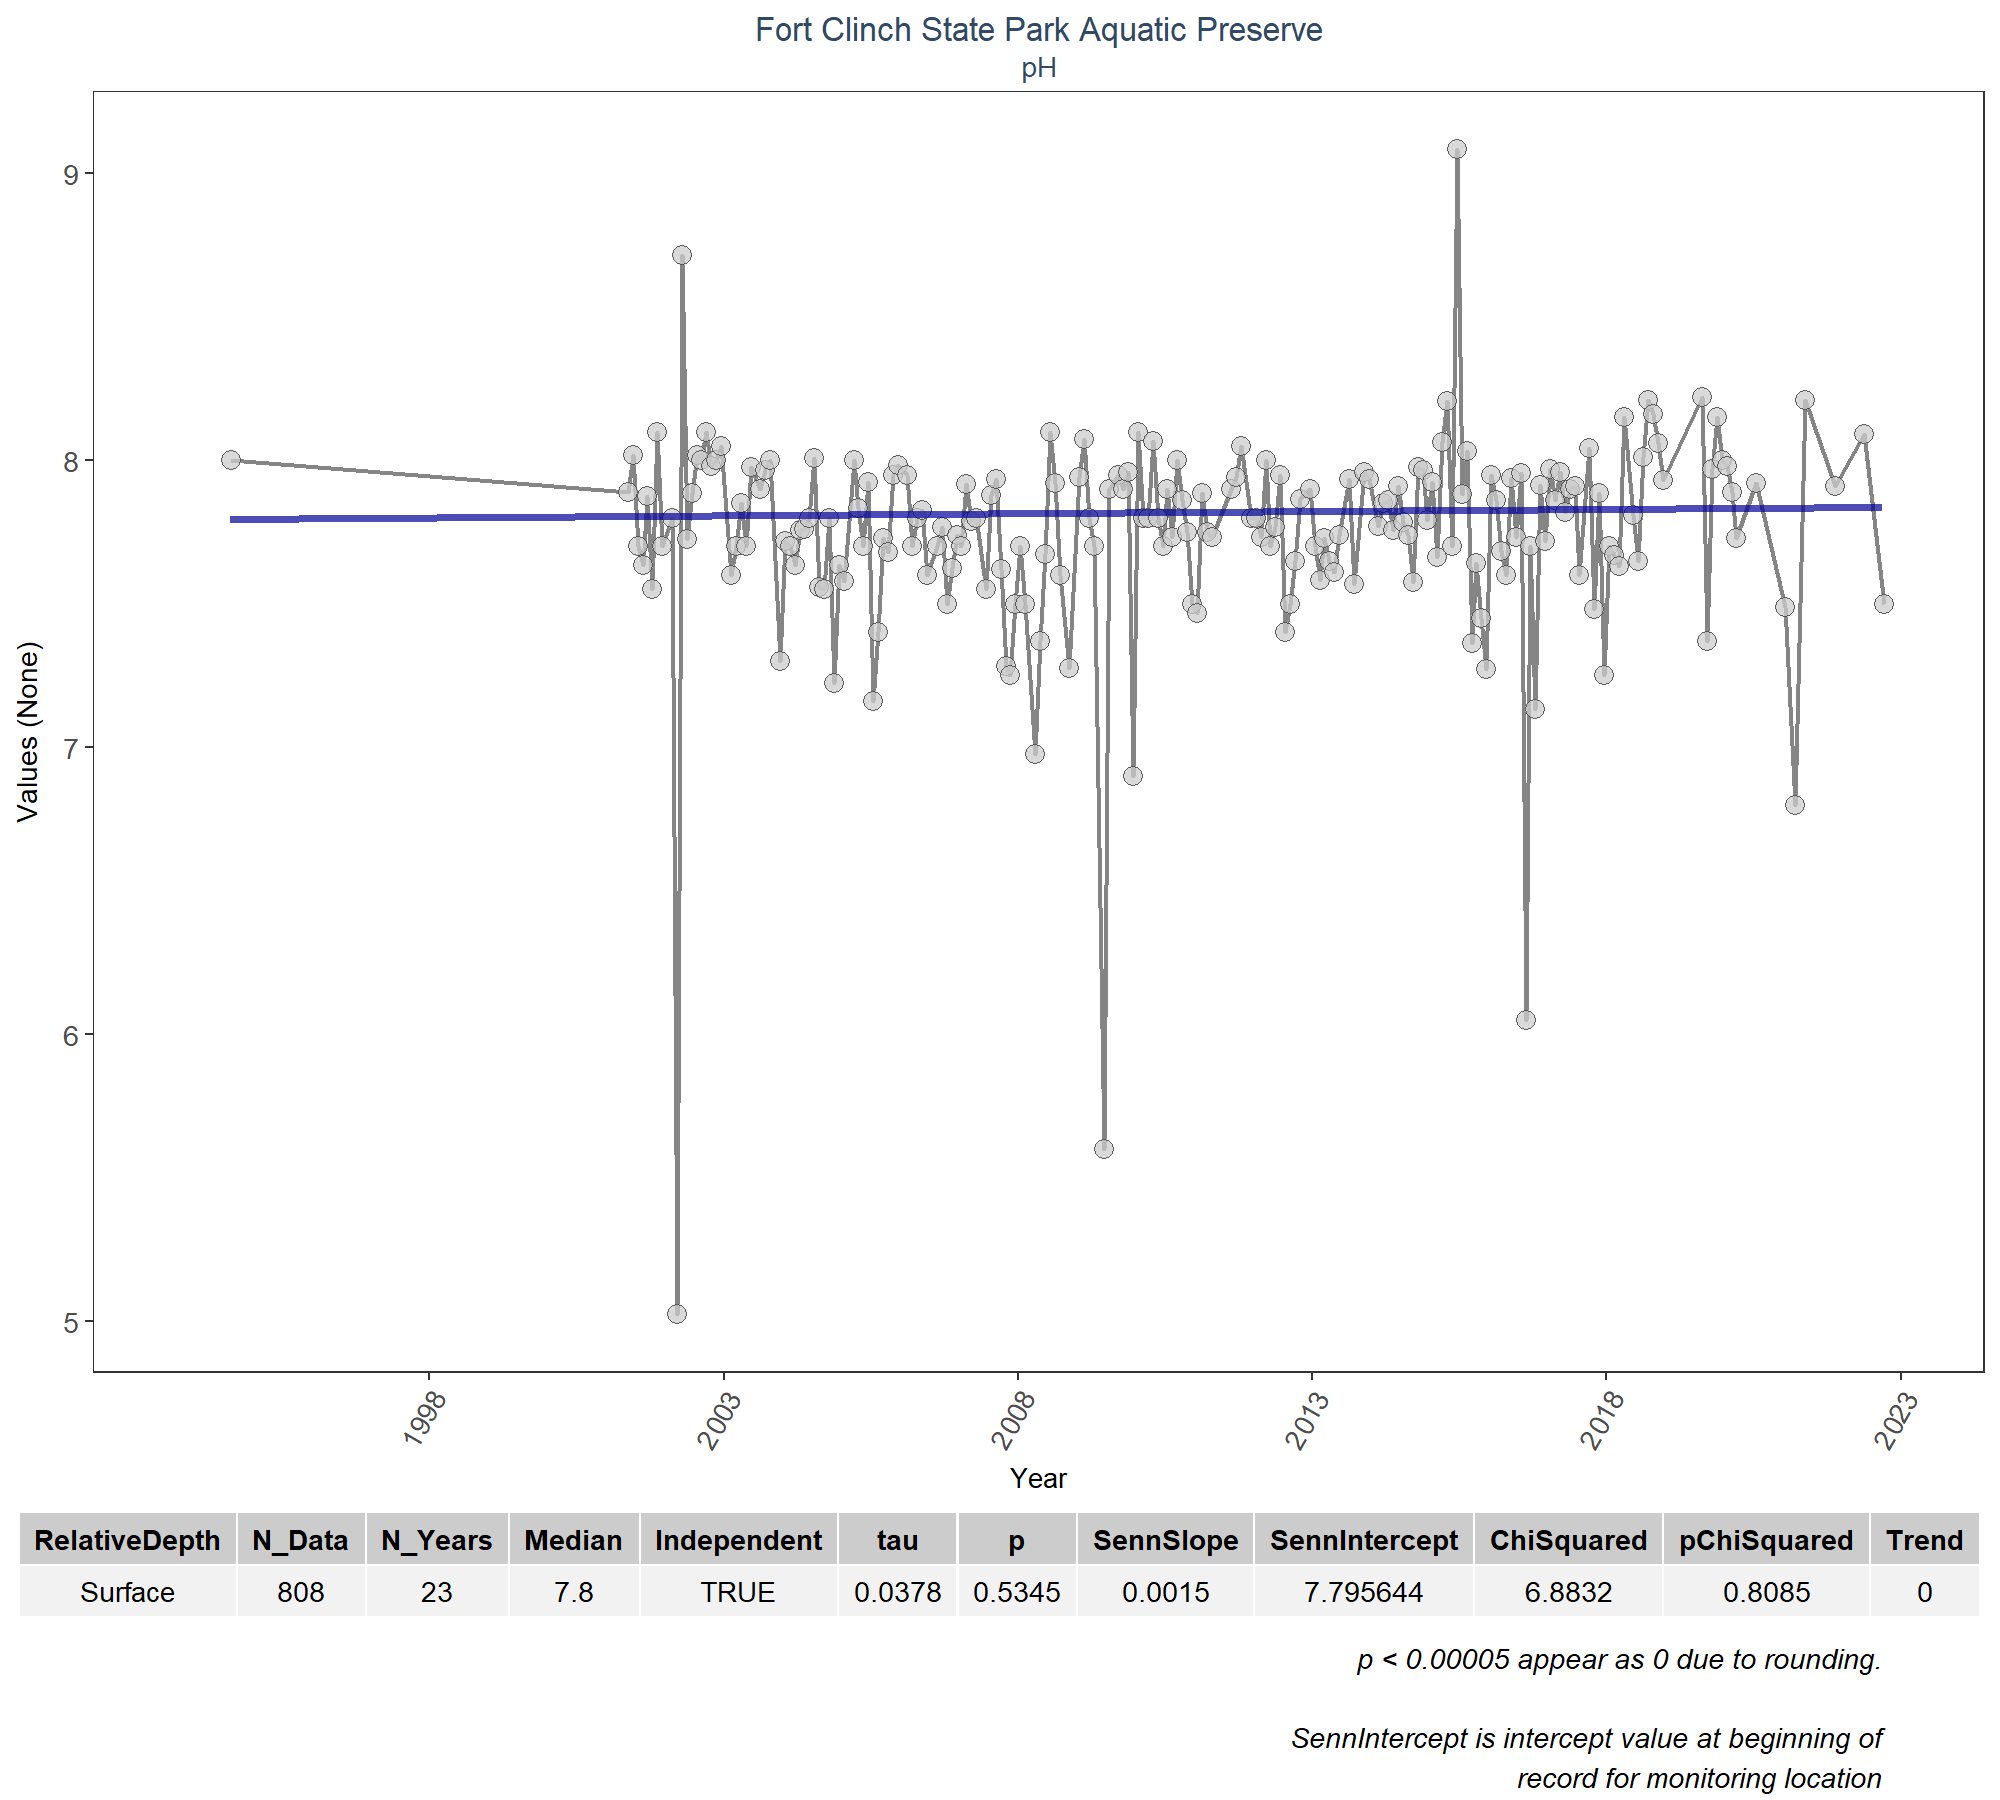 Fort Clinch State Park Aquatic Preserve
pH
Values (None)
9
8
7
6
5
1998 2003 2008 2013 2018 2023
Year
RelativeDepth N_Data N_Years Median Independent tau p SennSlope SennIntercept ChiSquared pChiSquared Trend
Surface 808 23 7.8 TRUE 0.0378 0.5345 0.0015 7.795644 6.8832 0.8085 0
p < 0.00005 appear as 0 due to rounding.
SennIntercept is intercept value at beginning of
record for monitoring location